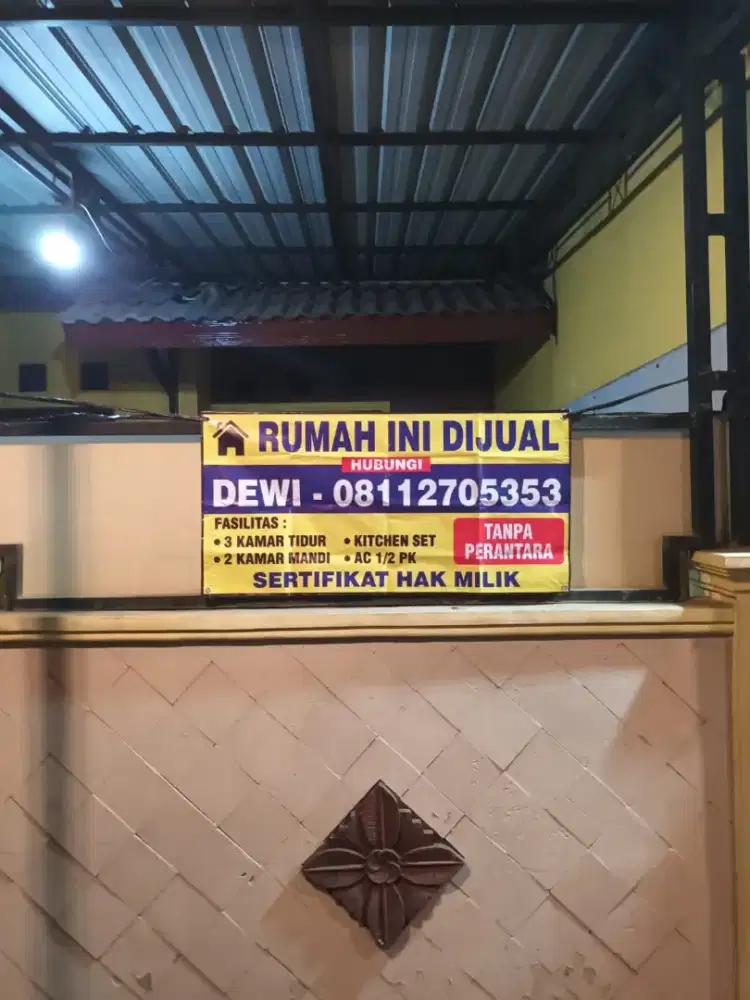 RUMAH INI DIJUAL
HUBUNGI
DEWI - 08112705353
FASILITAS :
• 3 KAMAR TIDUR • KITCHEN SET
• 2 KAMAR MANDI • AC 1/2 PK
TANPA
PERANTARA
SERTIFIKAT HAK MILIK